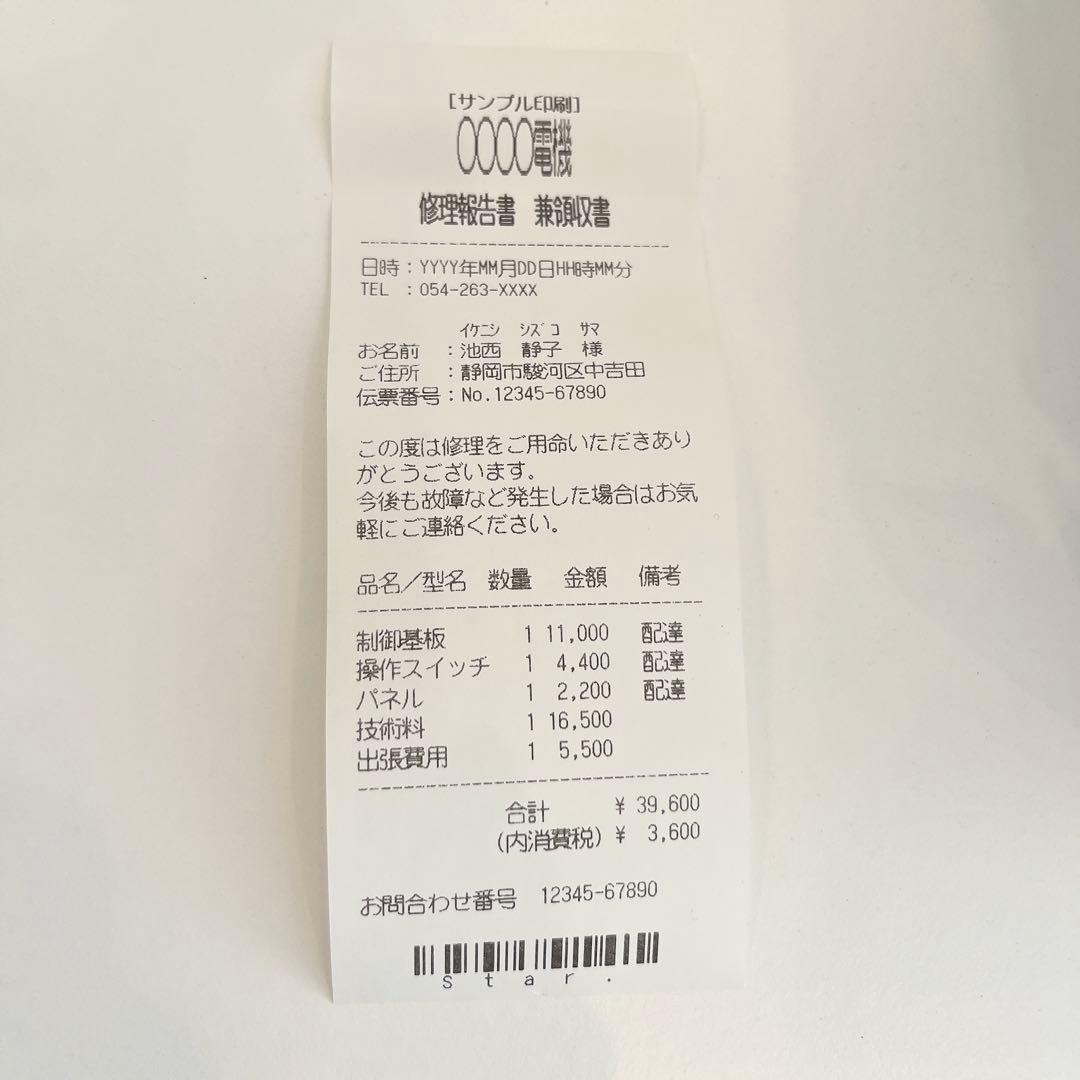 [サンプル印刷]
〇〇〇〇電機
修理報告書 兼領収書
日時：YYYY年MM月DD日HH時MM分
TEL ：054-263-XXXX
イケニシ シズコ サマ
お名前 ：池西 静子 様
ご住所 ：静岡市駿河区中吉田
伝票番号：No.12345-67890
この度は修理をご用命いただきあり
がとうございます。
今後も故障など発生した場合はお気
軽にご連絡ください。
品名／型名 数量 金額 備考
制御基板 1 11,000 配達
操作スイッチ 1 4,400 配達
パネル 1 2,200 配達
技術料 1 16,500
出張費用 1 5,500
合計 ¥ 39,600
(内消費税) ¥ 3,600
お問合わせ番号 12345-67890
Star.